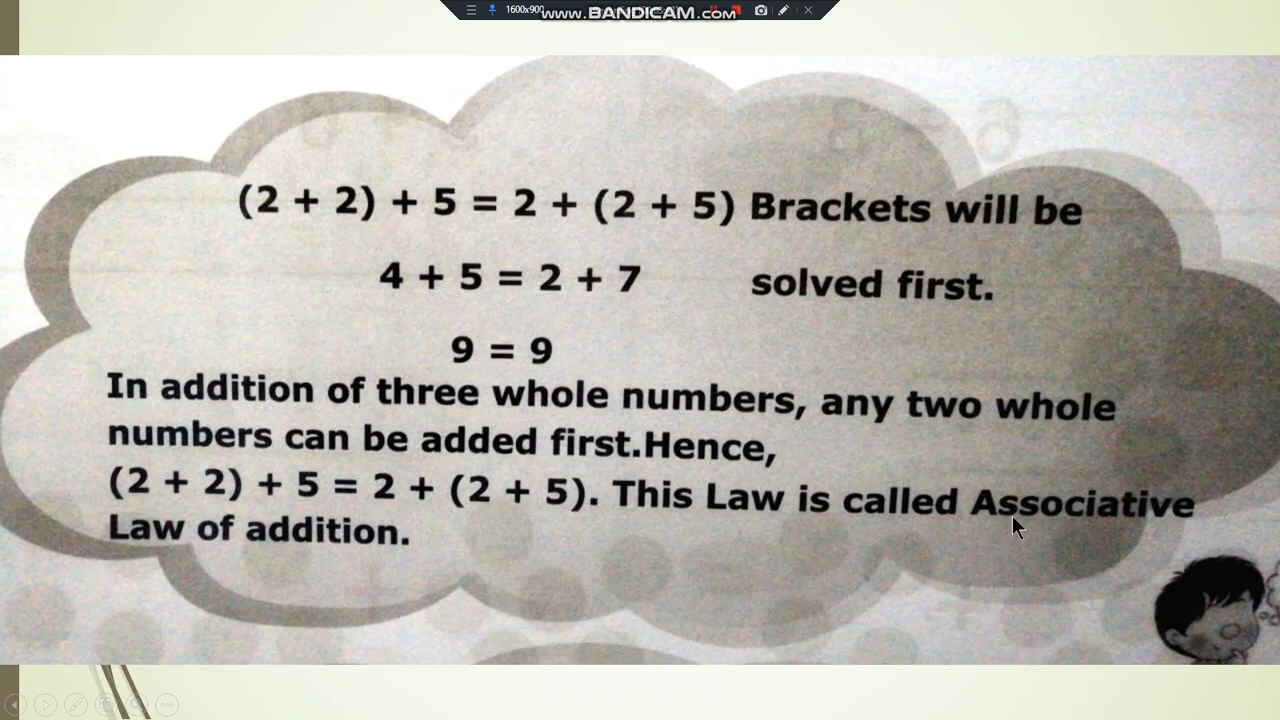 1600x900
www.BANDICAM.com
(2 + 2) + 5 = 2 + (2 + 5) Brackets will be
4 + 5 = 2 + 7 solved first.
9 = 9
In addition of three whole numbers, any two whole
numbers can be added first.Hence,
(2 + 2) + 5 = 2 + (2 + 5). This Law is called Associative
Law of addition.